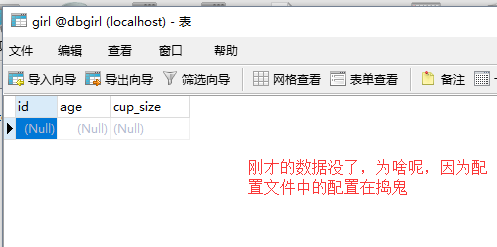 girl @dbgirl (localhost) - 表
文件 编辑 查看 窗口 帮助
导入向导 导出向导 筛选向导 网格查看 表单查看 备注
id age cup_size
(Null) (Null) (Null)
刚才的数据没了，为啥呢，因为配
置文件中的配置在捣鬼